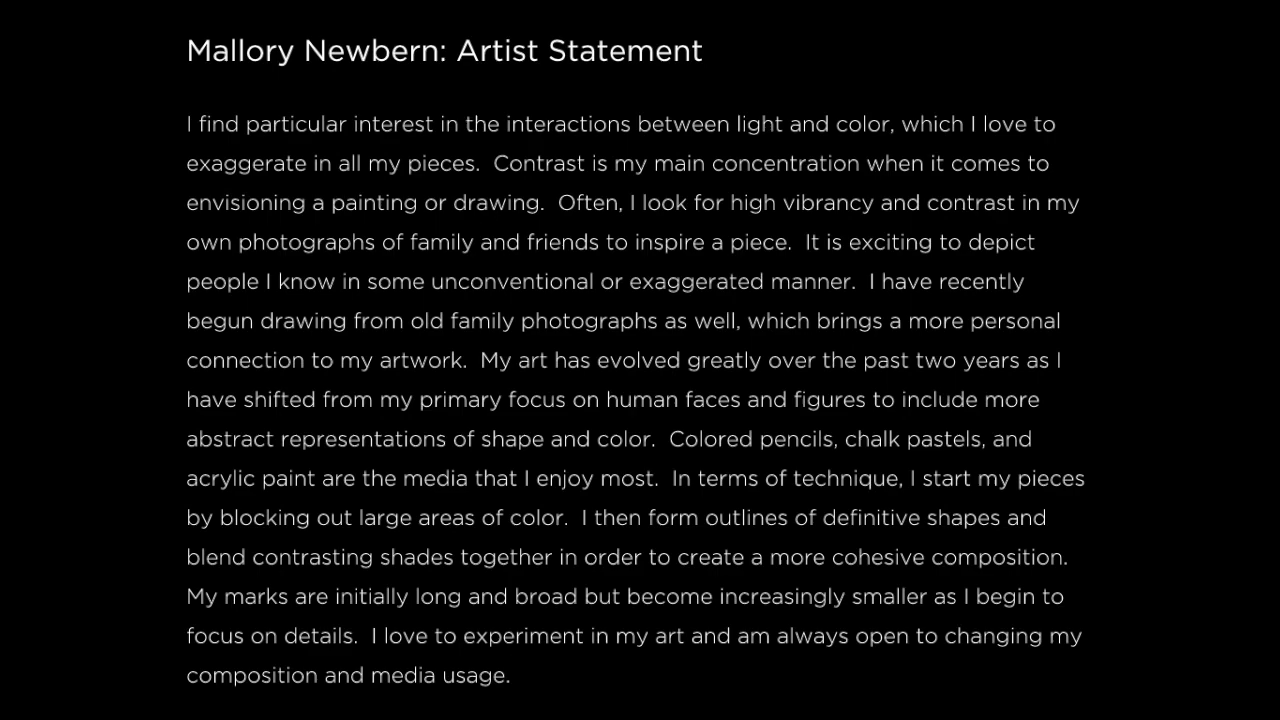 Mallory Newbern: Artist Statement
I find particular interest in the interactions between light and color, which I love to
exaggerate in all my pieces.  Contrast is my main concentration when it comes to
envisioning a painting or drawing.  Often, I look for high vibrancy and contrast in my
own photographs of family and friends to inspire a piece.  It is exciting to depict
people I know in some unconventional or exaggerated manner.  I have recently
begun drawing from old family photographs as well, which brings a more personal
connection to my artwork.  My art has evolved greatly over the past two years as I
have shifted from my primary focus on human faces and figures to include more
abstract representations of shape and color.  Colored pencils, chalk pastels, and
acrylic paint are the media that I enjoy most.  In terms of technique, I start my pieces
by blocking out large areas of color.  I then form outlines of definitive shapes and
blend contrasting shades together in order to create a more cohesive composition.
My marks are initially long and broad but become increasingly smaller as I begin to
focus on details.  I love to experiment in my art and am always open to changing my
composition and media usage.